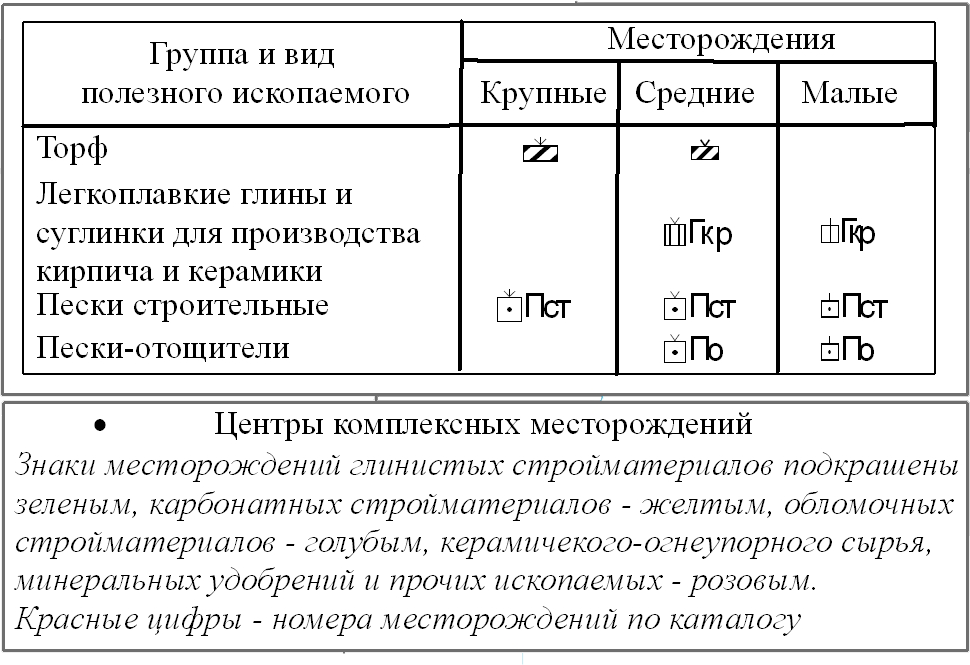 Группа и вид
полезного ископаемого
Месторождения
Крупные
Средние
Малые
Торф
Легкоплавкие глины и
суглинки для производства
кирпича и керамики
Гкр
Гкр
Пески строительные
Пст
Пст
Пст
Пески-отощители
По
По
• Центры комплексных месторождений
Знаки месторождений глинистых стройматериалов подкрашены
зеленым, карбонатных стройматериалов - желтым, обломочных
стройматериалов - голубым, керамичекого-огнеупорного сырья,
минеральных удобрений и прочих ископаемых - розовым.
Красные цифры - номера месторождений по каталогу